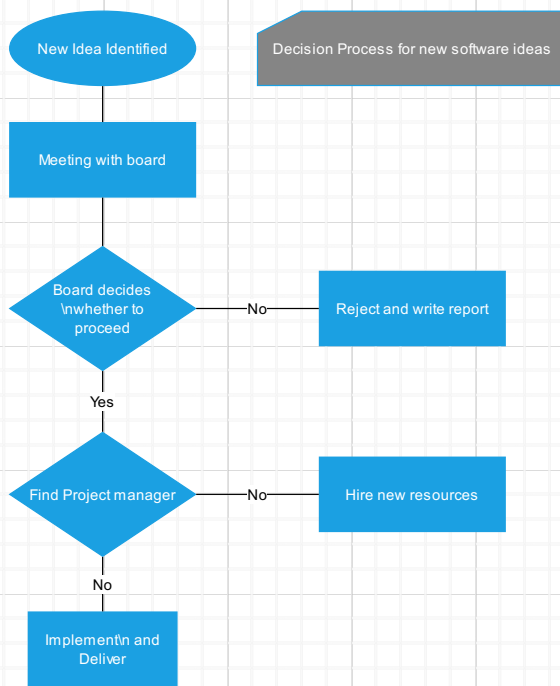 New Idea Identified
Decision Process for new software ideas
Meeting with board
Board decides
\nwhether to
proceed
No
Reject and write report
Yes
Find Project manager
No
Hire new resources
No
Implement\n and
Deliver